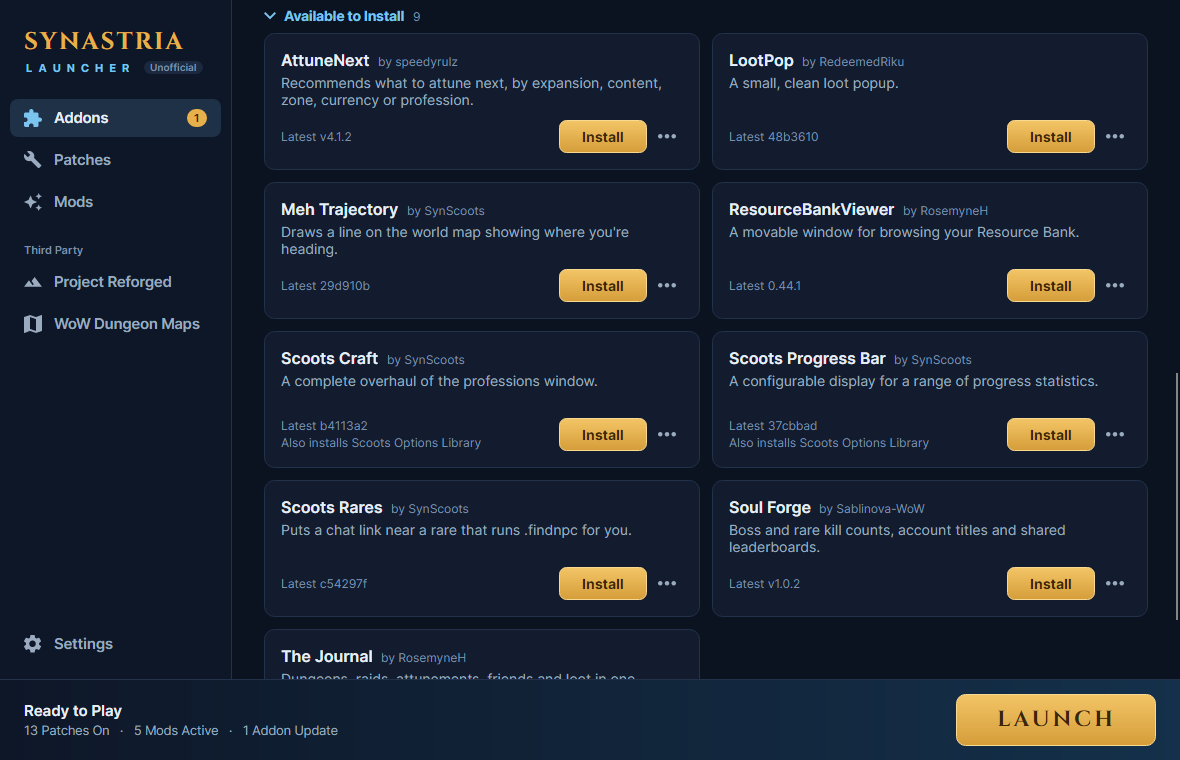 SYNASTRIA
LAUNCHER Unofficial
Addons 1
Patches
Mods
Third Party
Project Reforged
WoW Dungeon Maps
Settings
Available to Install 9
AttuneNext by speedyrulz
Recommends what to attune next, by expansion, content,
zone, currency or profession.
Latest v4.1.2
Install
LootPop by RedeemedRiku
A small, clean loot popup.
Latest 48b3610
Install
Meh Trajectory by SynScoots
Draws a line on the world map showing where you're
heading.
Latest 29d910b
Install
ResourceBankViewer by RosemyneH
A movable window for browsing your Resource Bank.
Latest 0.44.1
Install
Scoots Craft by SynScoots
A complete overhaul of the professions window.
Latest b4113a2
Also installs Scoots Options Library
Install
Scoots Progress Bar by SynScoots
A configurable display for a range of progress statistics.
Latest 37cbbad
Also installs Scoots Options Library
Install
Scoots Rares by SynScoots
Puts a chat link near a rare that runs .findnpc for you.
Latest c54297f
Install
Soul Forge by Sablinova-WoW
Boss and rare kill counts, account titles and shared
leaderboards.
Latest v1.0.2
Install
The Journal by RosemyneH
Dungeons, raids, attunements, friends and loot in one
Ready to Play
13 Patches On · 5 Mods Active · 1 Addon Update
LAUNCH